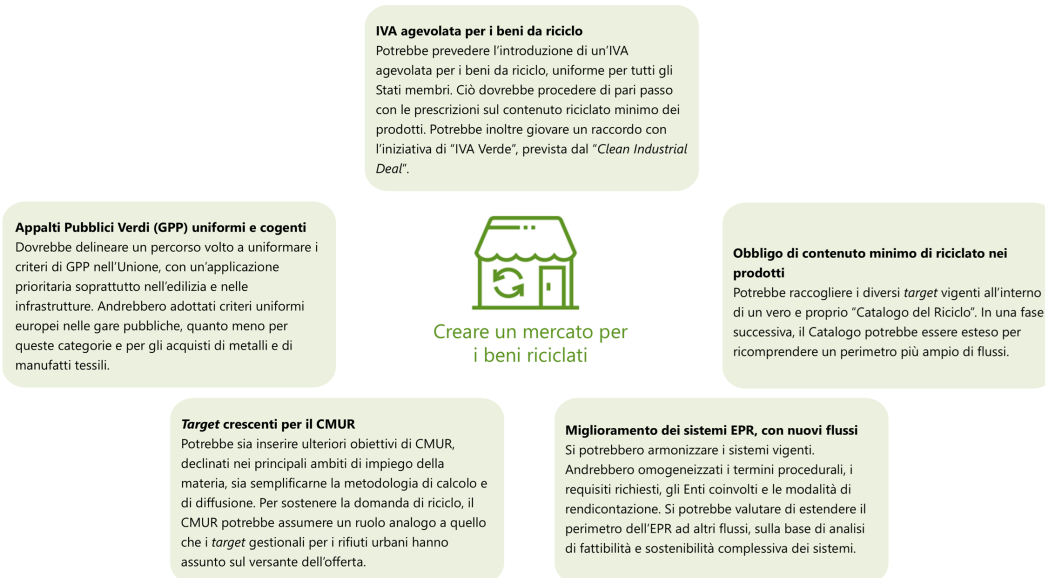 IVA agevolata per i beni da riciclo
Potrebbe prevedere l'introduzione di un'IVA
agevolata per i beni da riciclo, uniforme per tutti gli
Stati membri. Ciò dovrebbe procedere di pari passo
con le prescrizioni sul contenuto riciclato minimo dei
prodotti. Potrebbe inoltre giovare un raccordo con
l'iniziativa di "IVA Verde", prevista dal "Clean Industrial
Deal".
Appalti Pubblici Verdi (GPP) uniformi e cogenti
Dovrebbe delineare un percorso volto a uniformare i
criteri di GPP nell'Unione, con un'applicazione
prioritaria soprattutto nell'edilizia e nelle
infrastrutture. Andrebbero adottati criteri uniformi
europei nelle gare pubbliche, quanto meno per
queste categorie e per gli acquisti di metalli e di
manufatti tessili.
Creare un mercato per
i beni riciclati
Obbligo di contenuto minimo di riciclato nei
prodotti
Potrebbe raccogliere i diversi target vigenti all'interno
di un vero e proprio "Catalogo del Riciclo". In una fase
successiva, il Catalogo potrebbe essere esteso per
ricomprendere un perimetro più ampio di flussi.
Target crescenti per il CMUR
Potrebbe sia inserire ulteriori obiettivi di CMUR,
declinati nei principali ambiti di impiego della
materia, sia semplificarne la metodologia di calcolo e
di diffusione. Per sostenere la domanda di riciclo, il
CMUR potrebbe assumere un ruolo analogo a quello
che i target gestionali per i rifiuti urbani hanno
assunto sul versante dell'offerta.
Miglioramento dei sistemi EPR, con nuovi flussi
Si potrebbero armonizzare i sistemi vigenti.
Andrebbero omogeneizzati i termini procedurali, i
requisiti richiesti, gli Enti coinvolti e le modalità di
rendicontazione. Si potrebbe valutare di estendere il
perimetro dell'EPR ad altri flussi, sulla base di analisi
di fattibilità e sostenibilità complessiva dei sistemi.